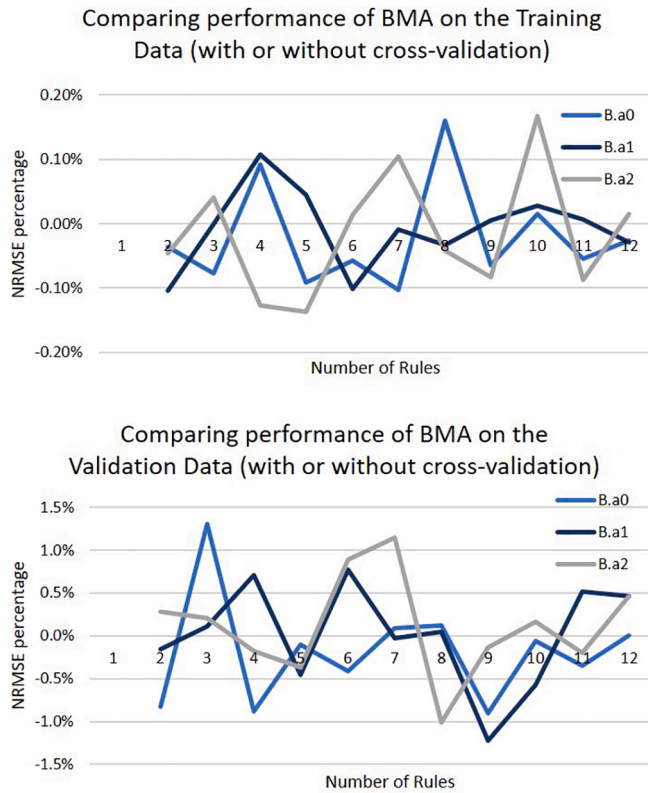 Comparing performance of BMA on the Training
Data (with or without cross-validation)
0.20%
B.a0
B.a1
0.10%
B.a2
0.00%
1 2 3 4 5 6 7 8 9 10 11 12
-0.10%
-0.20%
NRMSE percentage
Number of Rules
Comparing performance of BMA on the
Validation Data (with or without cross-validation)
1.5%
B.a0
B.a1
1.0%
B.a2
0.5%
0.0%
1 2 3 4 5 6 7 8 9 10 11 12
-0.5%
-1.0%
-1.5%
NRMSE percentage
Number of Rules